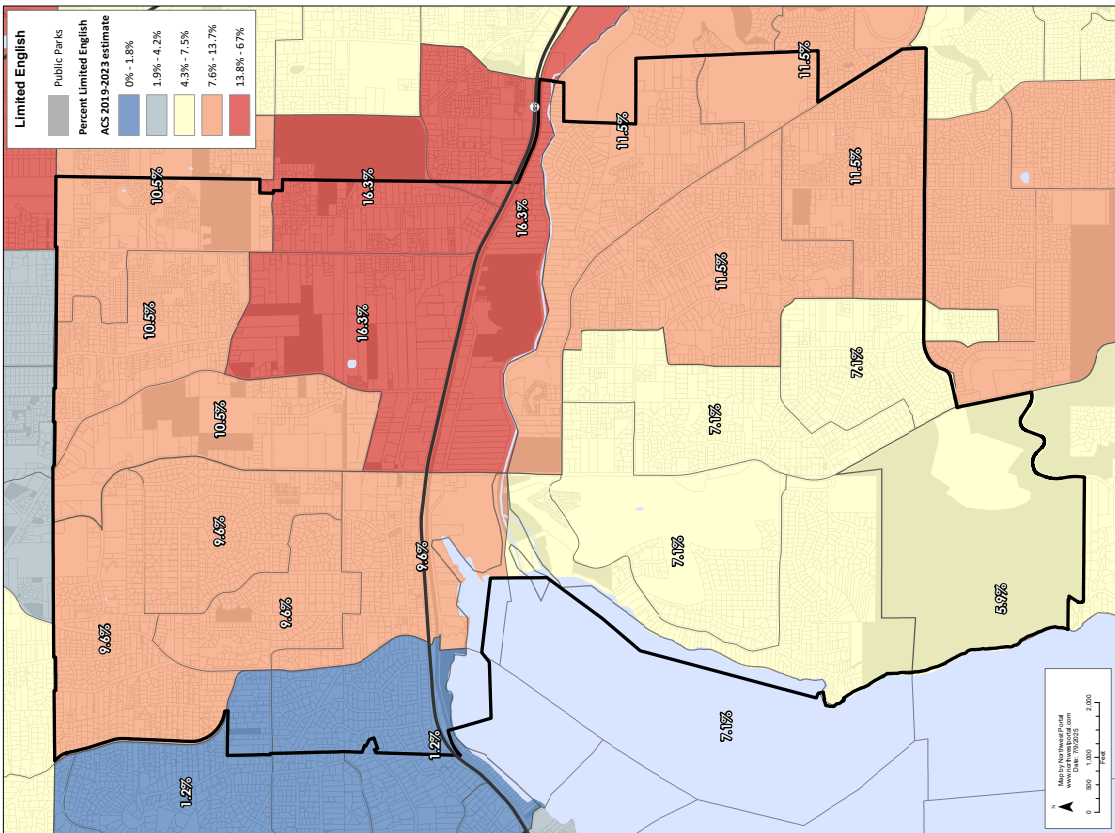 Limited English
Public Parks
Percent Limited English
ACS 2019-2023 estimate
0% - 1.8%
1.9% - 4.2%
4.3% - 7.5%
7.6% - 13.7%
13.8% - 67%
9.6%
10.5%
10.5%
1.2%
9.6%
10.5%
9.6%
16.3%
16.3%
1.2%
9.6%
16.3%
11.5%
7.1%
7.1%
11.5%
7.1%
11.5%
7.1%
11.5%
5.9%
N
Map by Northwest Portal
www.northwestportal.com
Date: 7/9/2025
0 500 1,000 2,000
Feet